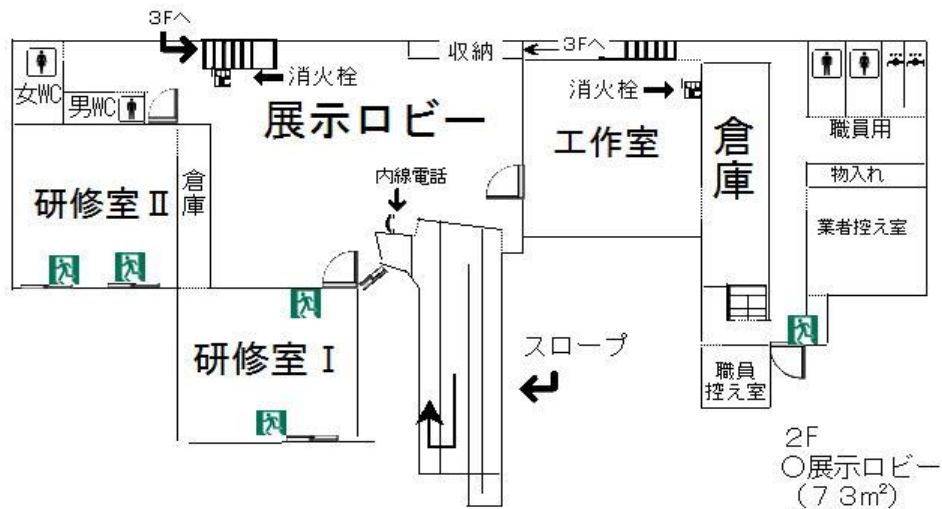 3Fへ
収納
3Fへ
消火栓
女WC
男WC
展示ロビー
消火栓
工作室
倉庫
職員用
物入れ
業者控え室
内線電話
研修室Ⅱ
倉庫
研修室Ⅰ
スロープ
職員
控え室
2F
○展示ロビー
(73m²)